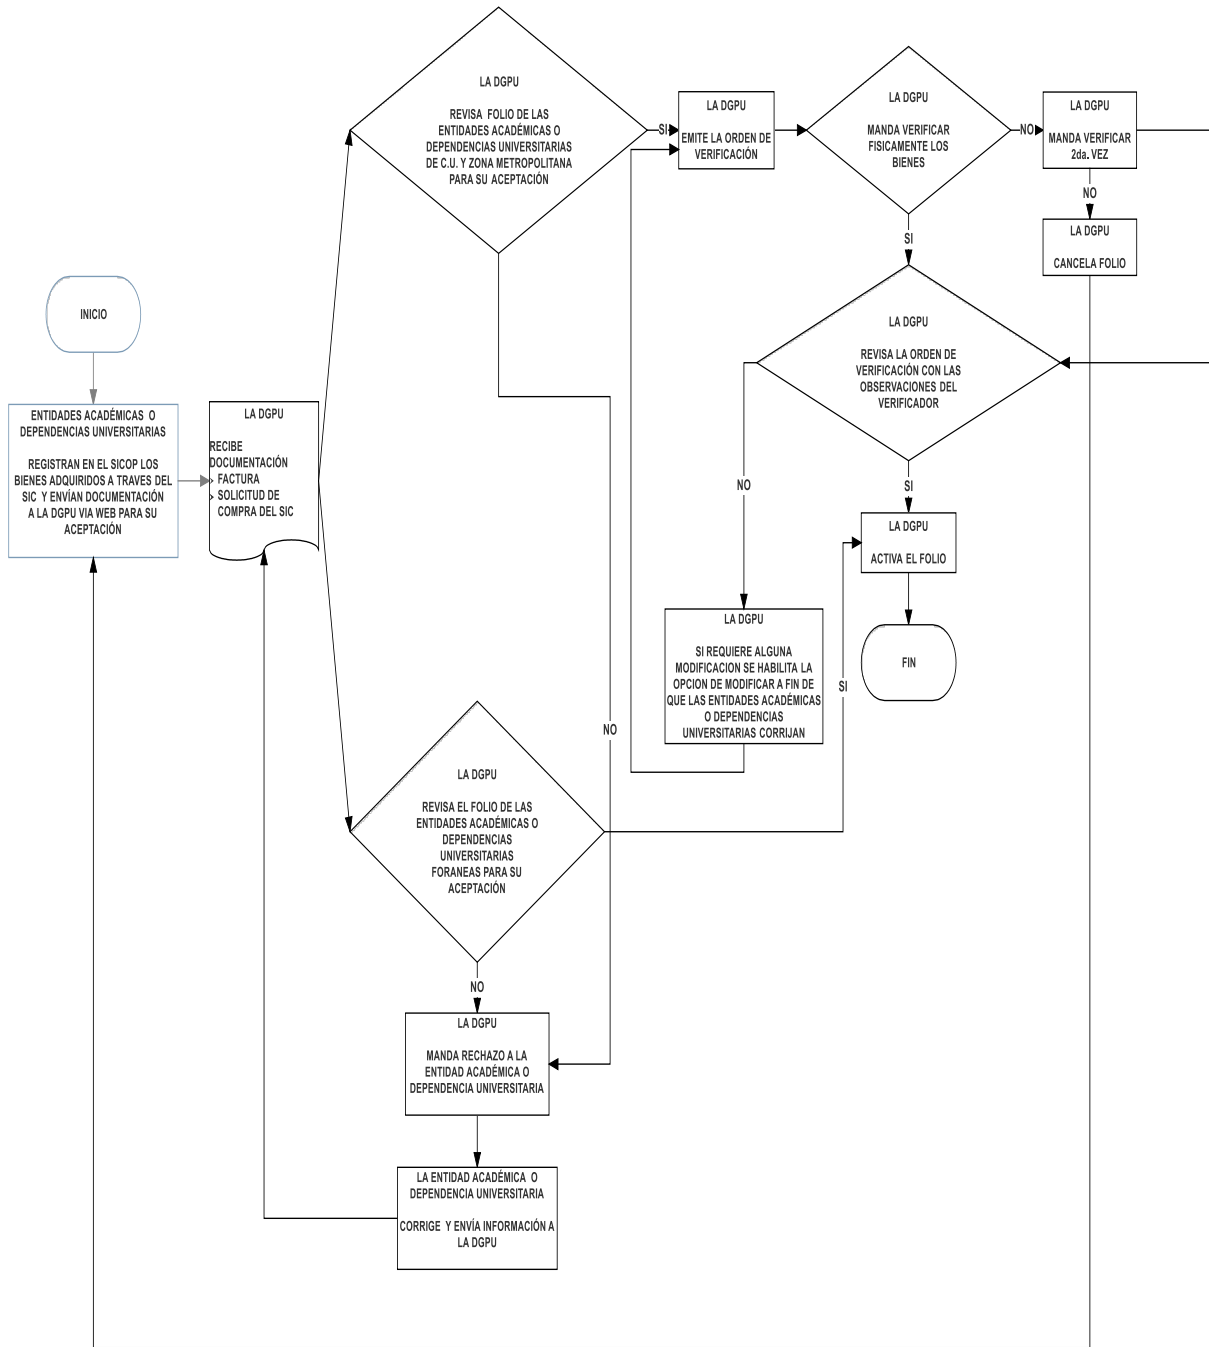 INICIO
ENTIDADES ACADÉMICAS O
DEPENDENCIAS UNIVERSITARIAS
REGISTRAN EN EL SICOP LOS
BIENES ADQUIRIDOS A TRAVES DEL
SIC Y ENVÍAN DOCUMENTACIÓN
A LA DGPU VIA WEB PARA SU
ACEPTACIÓN
LA DGPU
RECIBE
DOCUMENTACIÓN
FACTURA
SOLICITUD DE
COMPRA DEL SIC
LA DGPU
REVISA FOLIO DE LAS
ENTIDADES ACADÉMICAS O
DEPENDENCIAS UNIVERSITARIAS
DE C.U. Y ZONA METROPOLITANA
PARA SU ACEPTACIÓN
SI
LA DGPU
EMITE LA ORDEN DE
VERIFICACIÓN
LA DGPU
MANDA VERIFICAR
FISICAMENTE LOS
BIENES
NO
LA DGPU
MANDA VERIFICAR
2da. VEZ
NO
LA DGPU
CANCELA FOLIO
SI
LA DGPU
REVISA LA ORDEN DE
VERIFICACIÓN CON LAS
OBSERVACIONES DEL
VERIFICADOR
NO
SI
LA DGPU
ACTIVA EL FOLIO
FIN
LA DGPU
SI REQUIERE ALGUNA
MODIFICACION SE HABILITA LA
OPCION DE MODIFICAR A FIN DE
QUE LAS ENTIDADES ACADÉMICAS
O DEPENDENCIAS
UNIVERSITARIAS CORRIJAN
SI
NO
LA DGPU
REVISA EL FOLIO DE LAS
ENTIDADES ACADÉMICAS O
DEPENDENCIAS
UNIVERSITARIAS
FORANEAS PARA SU
ACEPTACIÓN
NO
LA DGPU
MANDA RECHAZO A LA
ENTIDAD ACADÉMICA O
DEPENDENCIA UNIVERSITARIA
LA ENTIDAD ACADÉMICA O
DEPENDENCIA UNIVERSITARIA
CORRIGE Y ENVÍA INFORMACIÓN A
LA DGPU